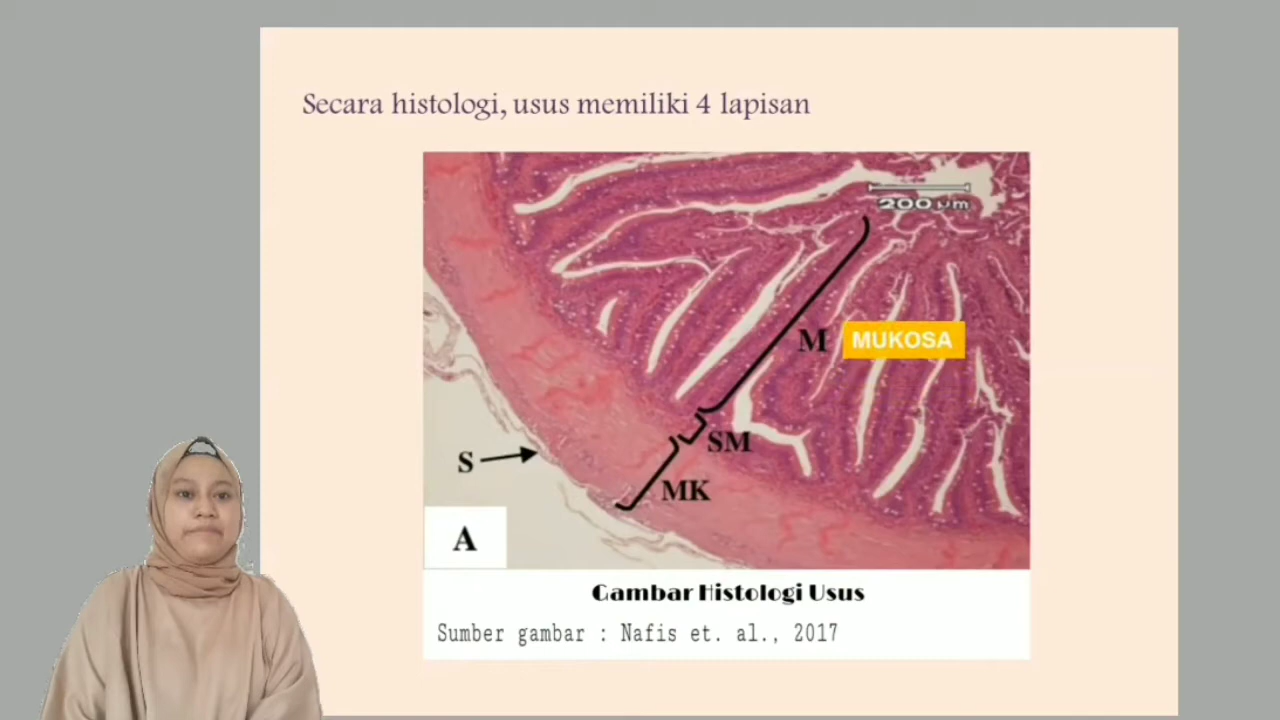 Secara histologi, usus memiliki 4 lapisan
200 µm
M MUKOSA
SM
S
MK
A
Gambar Histologi Usus
Sumber gambar : Nafis et. al., 2017